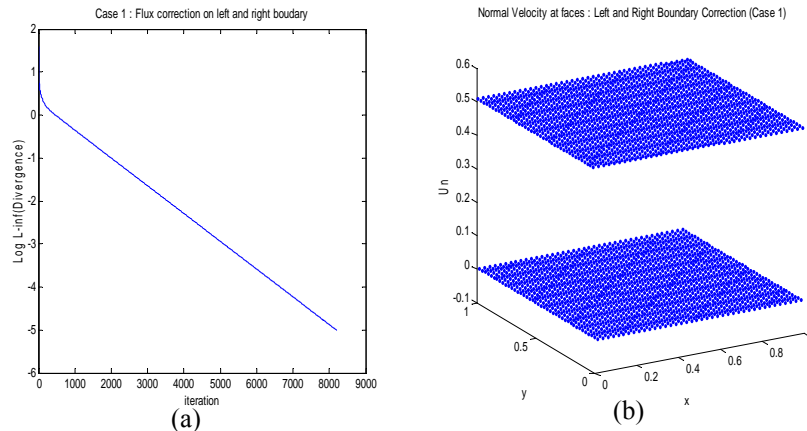 Case 1 : Flux correction on left and right boudary
2
1
0
-1
-2
-3
-4
-5
-6
Log L-inf(Divergence)
0 1000 2000 3000 4000 5000 6000 7000 8000 9000
iteration
(a)
Normal Velocity at faces : Left and Right Boundary Correction (Case 1)
0.6
0.5
0.4
0.3
0.2
0.1
0
-0.1
Un
1
0.5
0
y
0 0.2 0.4 0.6 0.8
x
(b)